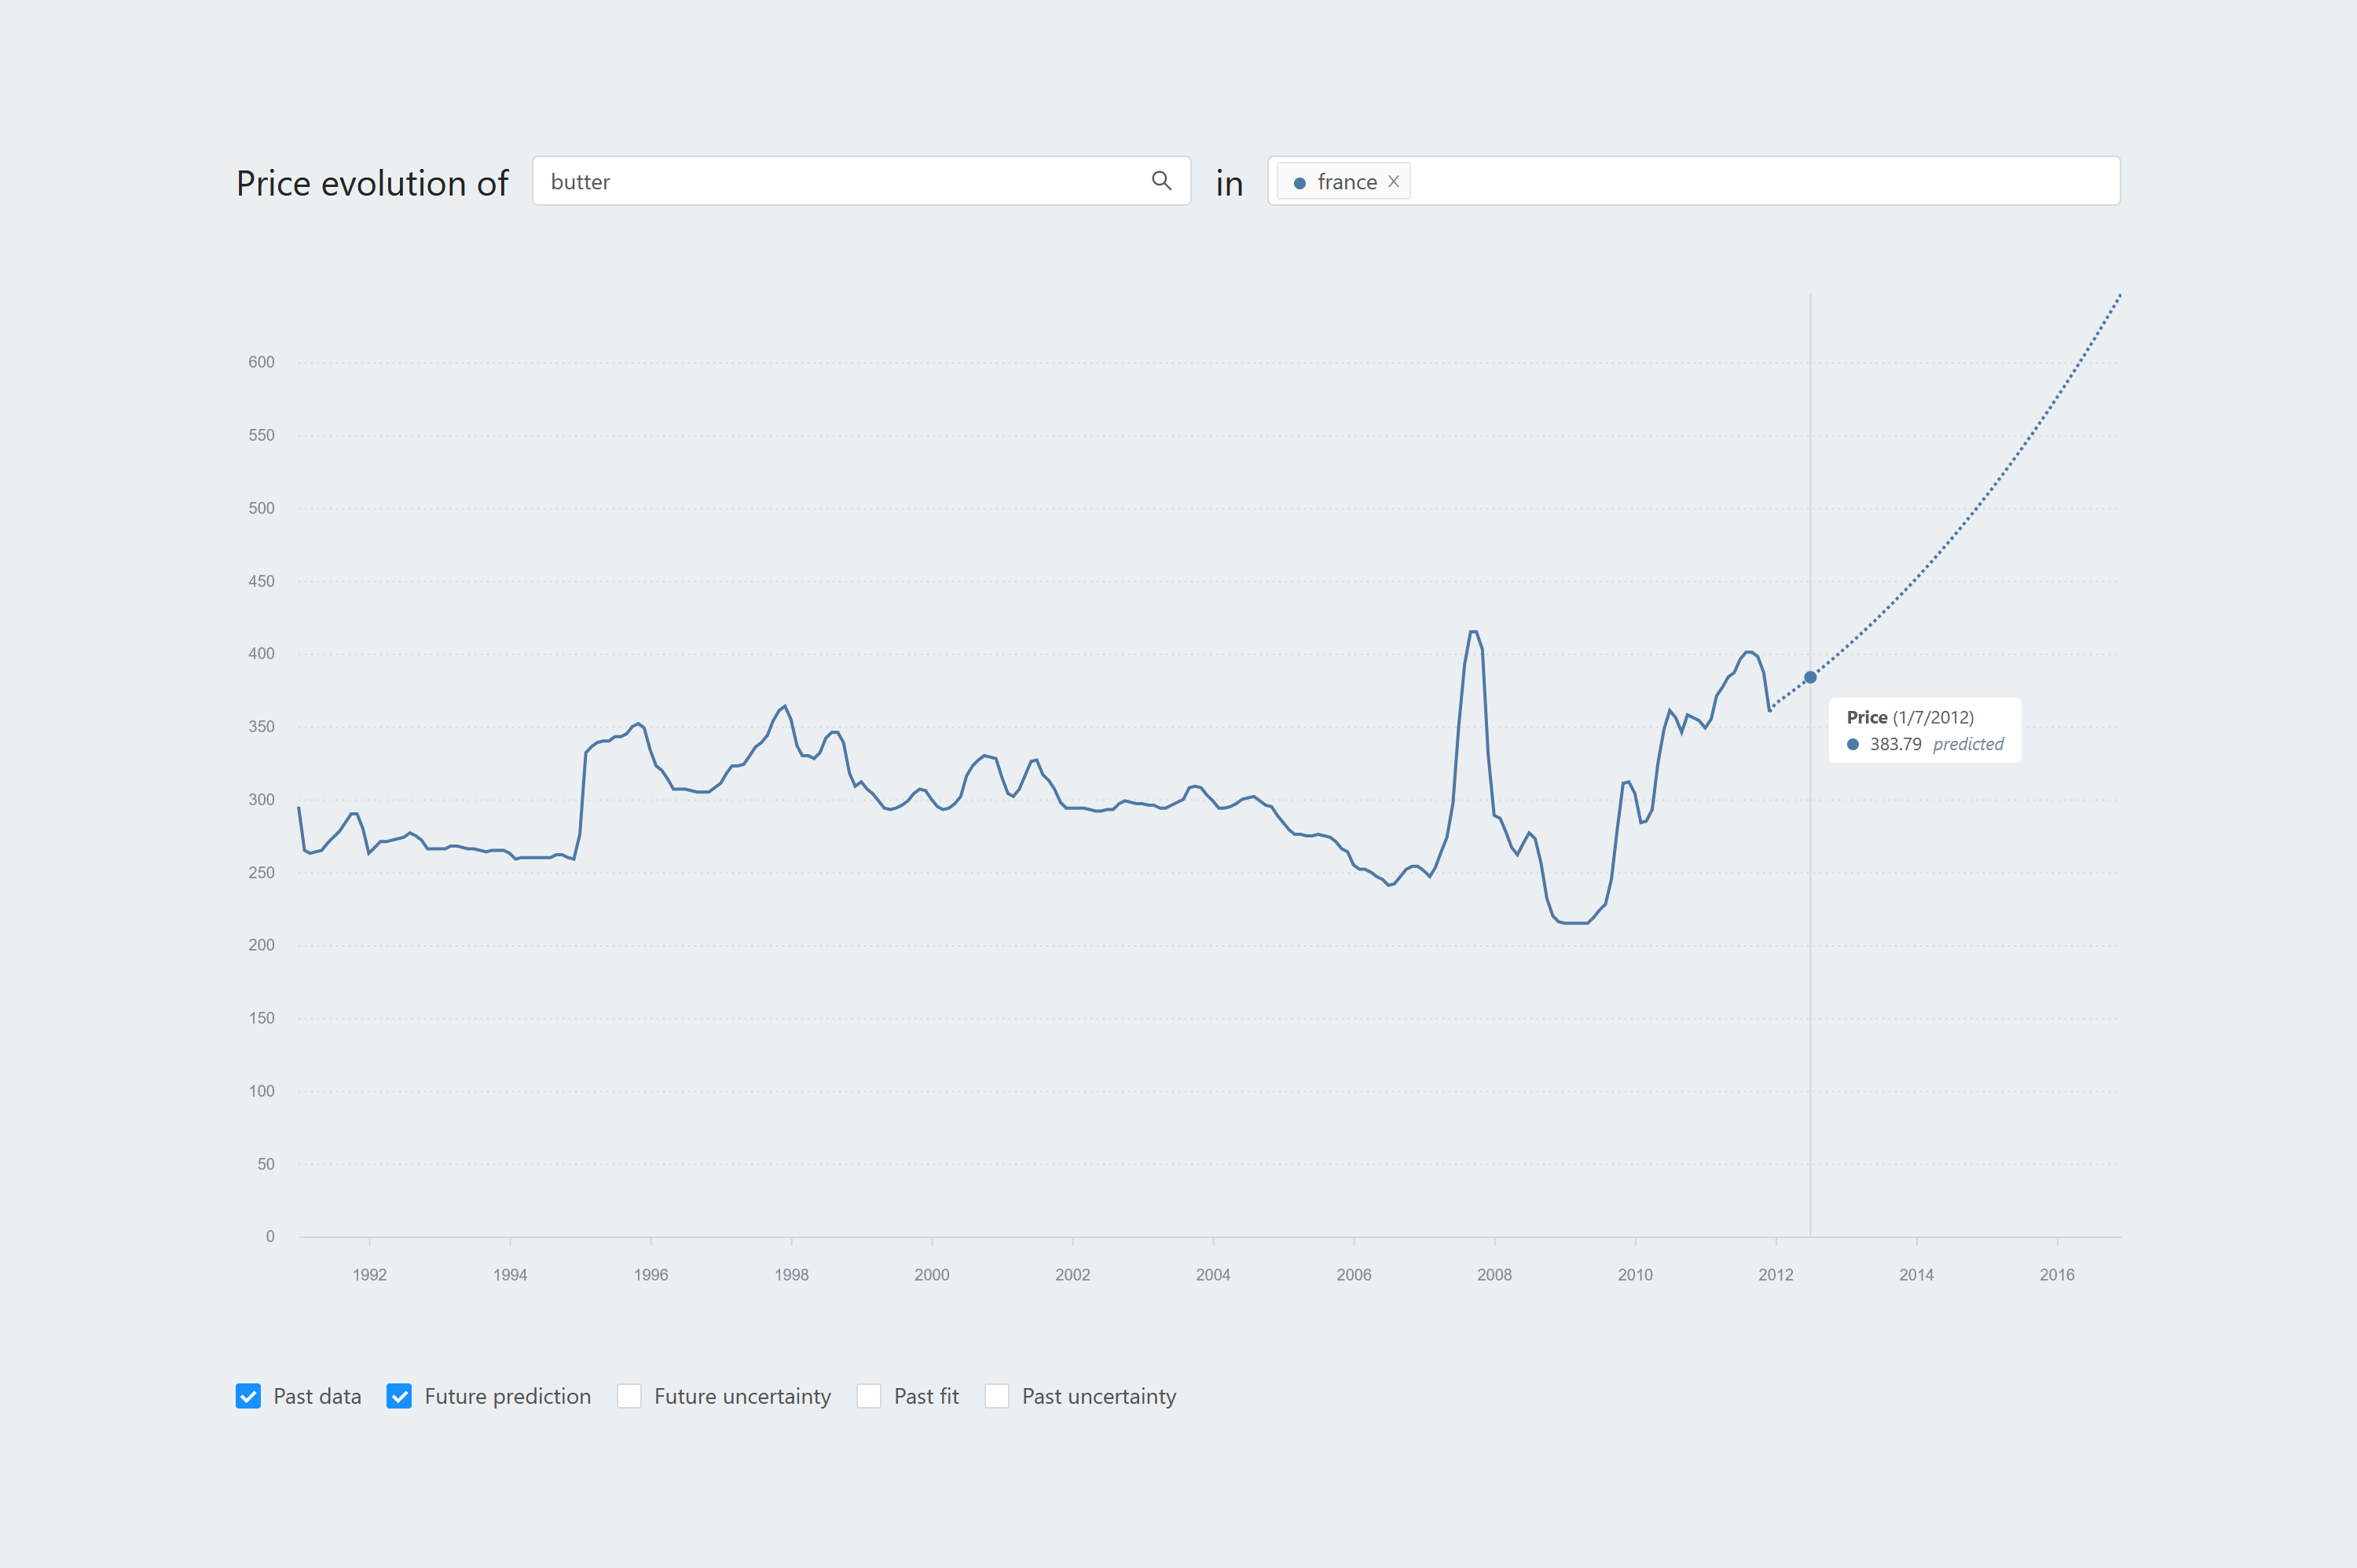 Price evolution of butter in france
600
550
500
450
400
350
300
250
200
150
100
50
0
Price (1/7/2012)
383.79 predicted
1992 1994 1996 1998 2000 2002 2004 2006 2008 2010 2012 2014 2016
Past data Future prediction Future uncertainty Past fit Past uncertainty